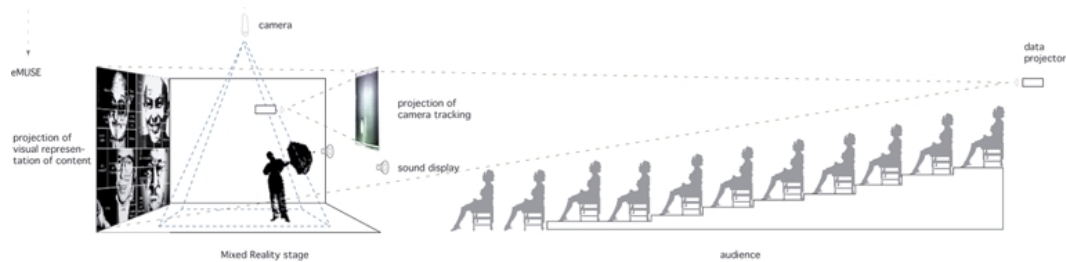 camera
data
projector
eMUSE
projection of
camera tracking
projection of
visual represen-
tation of content
sound display
Mixed Reality stage
audience